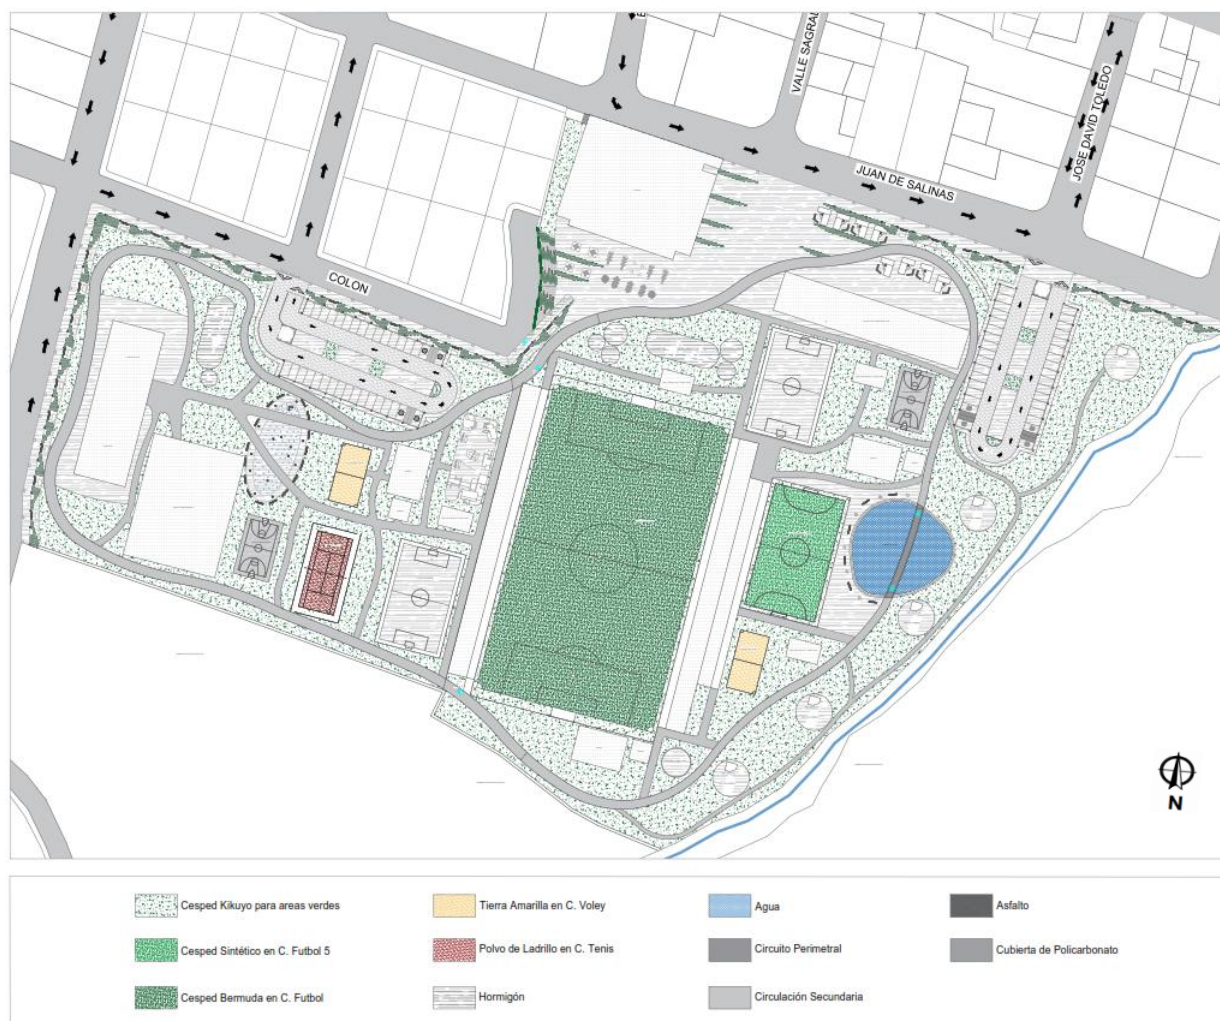 VALLE SAGRAD
JOSE DAVID TOLEDO
JUAN DE SALINAS
COLON
N
Cesped Kikuyo para areas verdes
Tierra Amarilla en C. Voley
Agua
Asfalto
Cesped Sintético en C. Futbol 5
Polvo de Ladrillo en C. Tenis
Circuito Perimetral
Cubierta de Policarbonato
Cesped Bermuda en C. Futbol
Hormigón
Circulación Secundaria